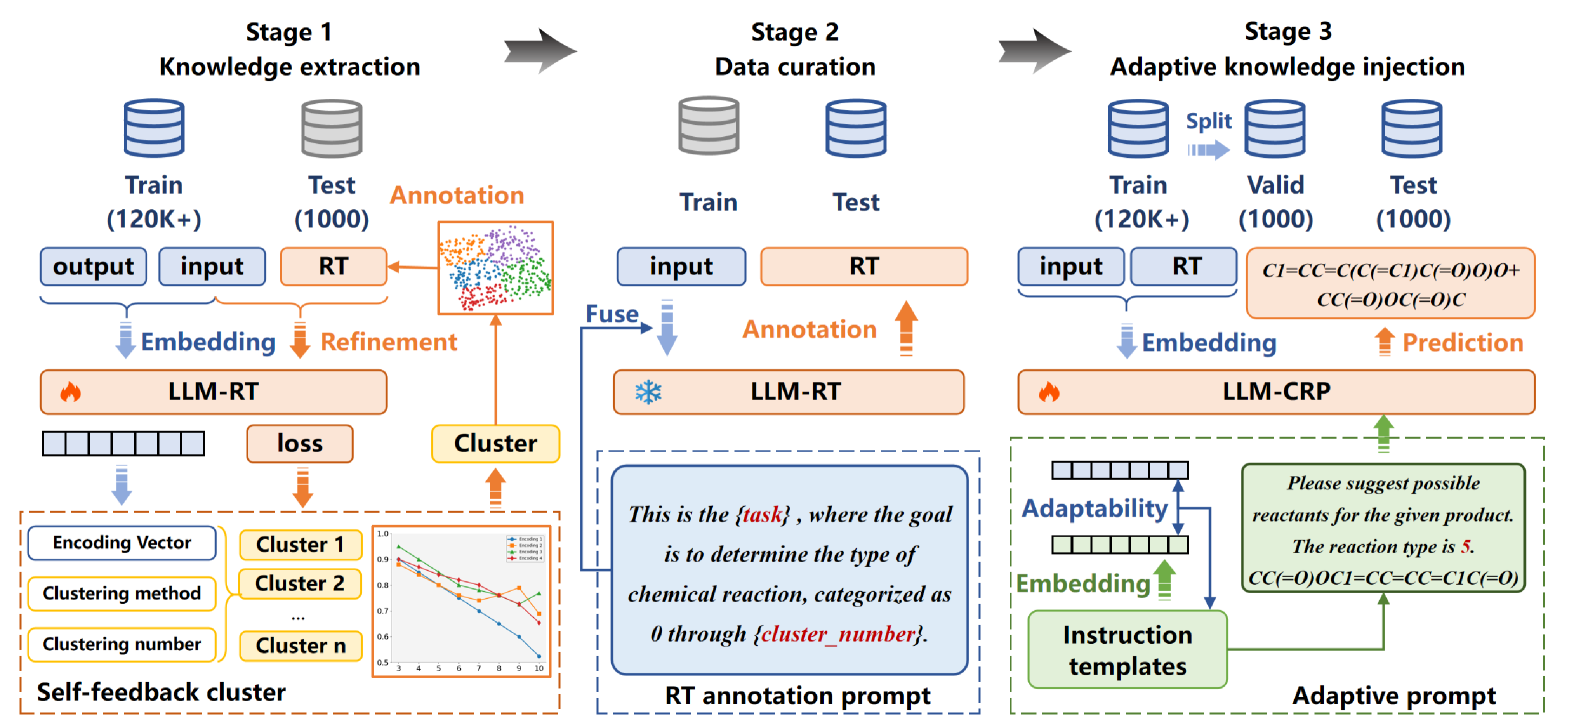 Stage 1
Knowledge extraction
Train
(120K+)
Test
(1000)
Annotation
output
input
RT
Embedding
Refinement
LLM-RT
loss
Cluster
Encoding Vector
Clustering method
Clustering number
Cluster 1
Cluster 2
...
Cluster n
1.0
0.9
0.8
0.7
0.6
0.5
3 4 5 6 7 8 9 10
Encoding 1
Encoding 2
Encoding 3
Encoding 4
Self-feedback cluster
Stage 2
Data curation
Train
Test
input
RT
Fuse
Annotation
LLM-RT
This is the {task} , where the goal
is to determine the type of
chemical reaction, categorized as
0 through {cluster_number}.
RT annotation prompt
Stage 3
Adaptive knowledge injection
Split
Train
(120K+)
Valid
(1000)
Test
(1000)
input
RT
C1=CC=C(C(=C1)C(=O)O)O+
CC(=O)OC(=O)C
Embedding
Prediction
LLM-CRP
Adaptability
Embedding
Instruction
templates
Please suggest possible
reactants for the given product.
The reaction type is 5.
CC(=O)OC1=CC=CC=C1C(=O)
Adaptive prompt